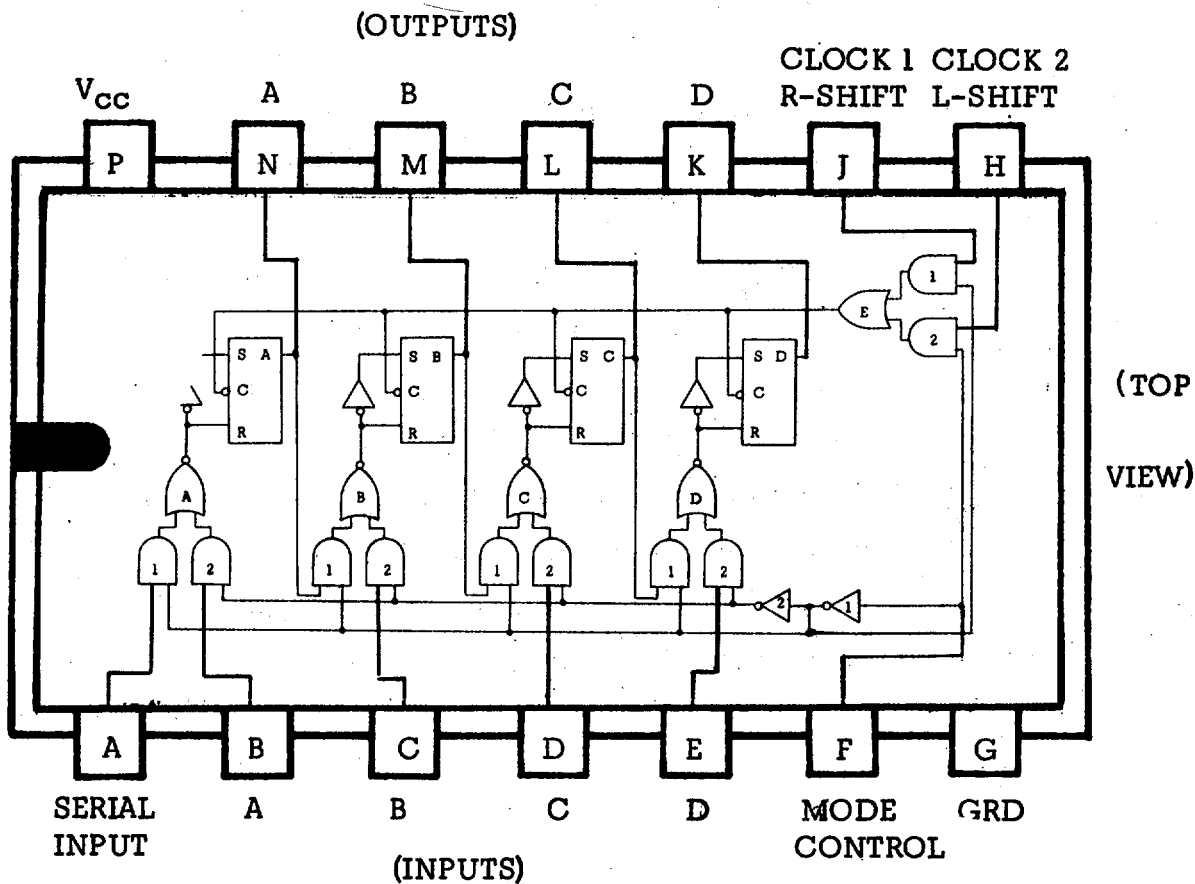 (OUTPUTS)
CLOCK 1 CLOCK 2
R-SHIFT L-SHIFT
VCC A B C D
P N M L K J H
1
E
2
S A S B S C S D
C C C C
R R R R
(TOP
VIEW)
A B C D
1 2 1 2 1 2 1 2
2 1
A B C D E F G
SERIAL
INPUT
A B C D
MODE
CONTROL
GRD
(INPUTS)